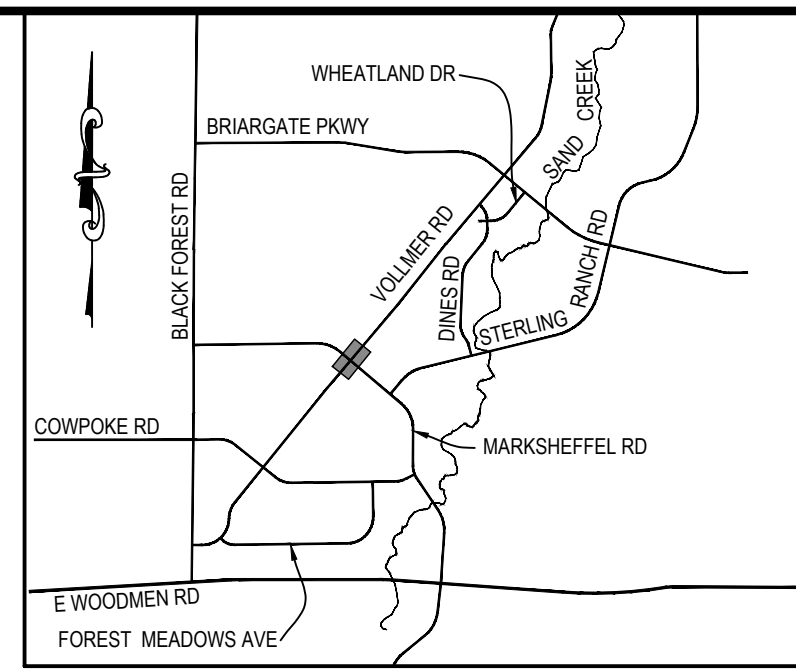 WHEATLAND DR
SAND CREEK
BRIARGATE PKWY
BLACK FOREST RD
VOLLMER RD
DINES RD
STERLING RANCH RD
COWPOKE RD
MARKSHEFFEL RD
E WOODMEN RD
FOREST MEADOWS AVE